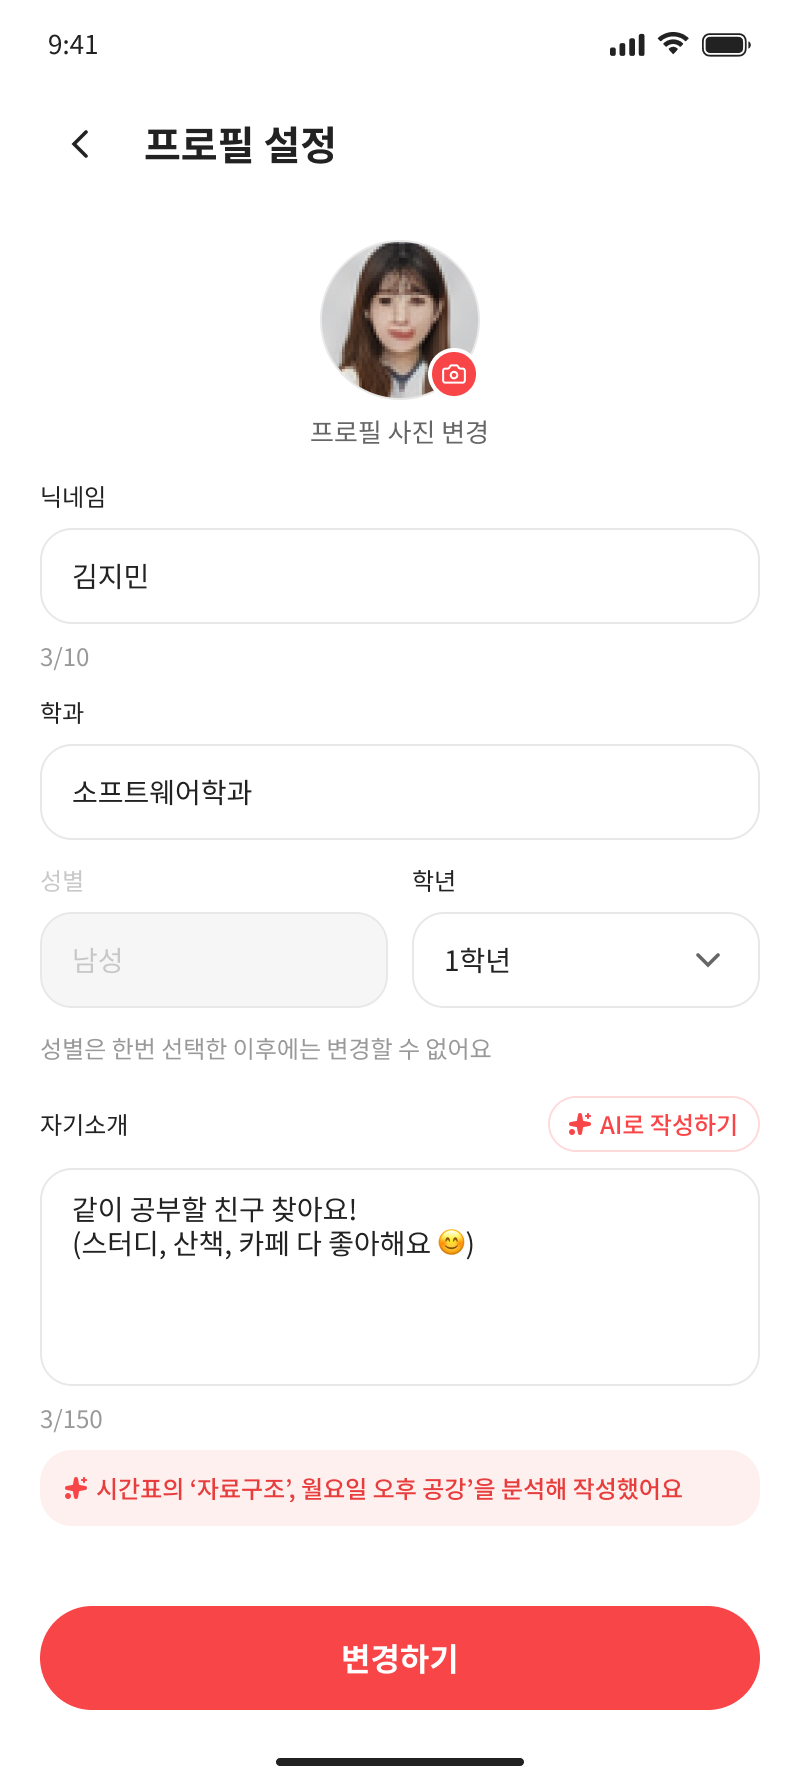 9:41
프로필 설정
프로필 사진 변경
닉네임
김지민
3/10
학과
소프트웨어학과
성별
학년
남성
1학년
성별은 한번 선택한 이후에는 변경할 수 없어요
자기소개
AI로 작성하기
같이 공부할 친구 찾아요!
(스터디, 산책, 카페 다 좋아해요 😊)
3/150
시간표의 ‘자료구조’, 월요일 오후 공강’을 분석해 작성했어요
변경하기